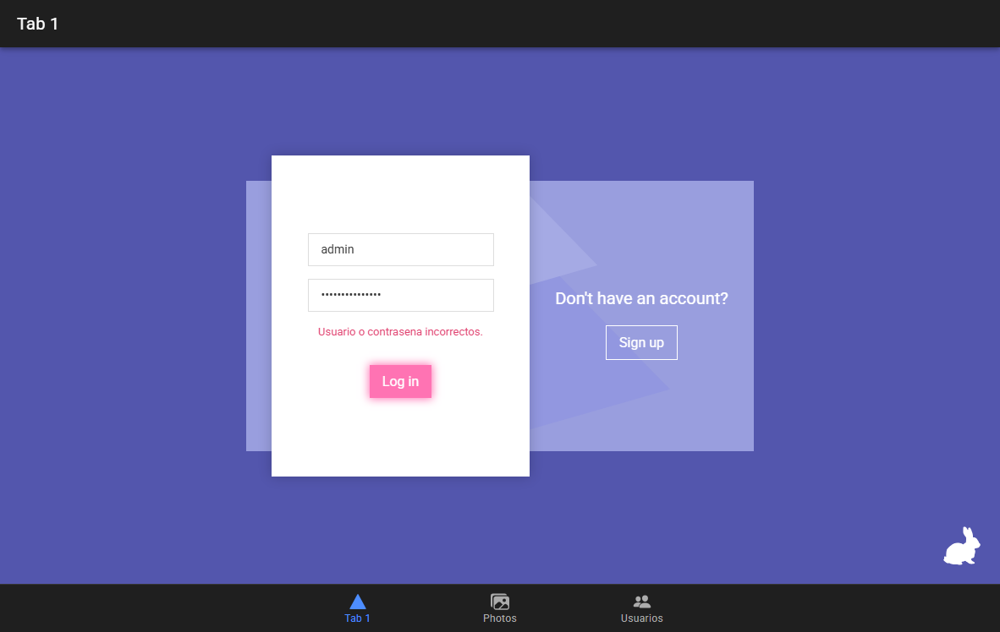 Tab 1
admin
•••••••••••••••
Usuario o contrasena incorrectos.
Log in
Don't have an account?
Sign up
Tab 1
Photos
Usuarios